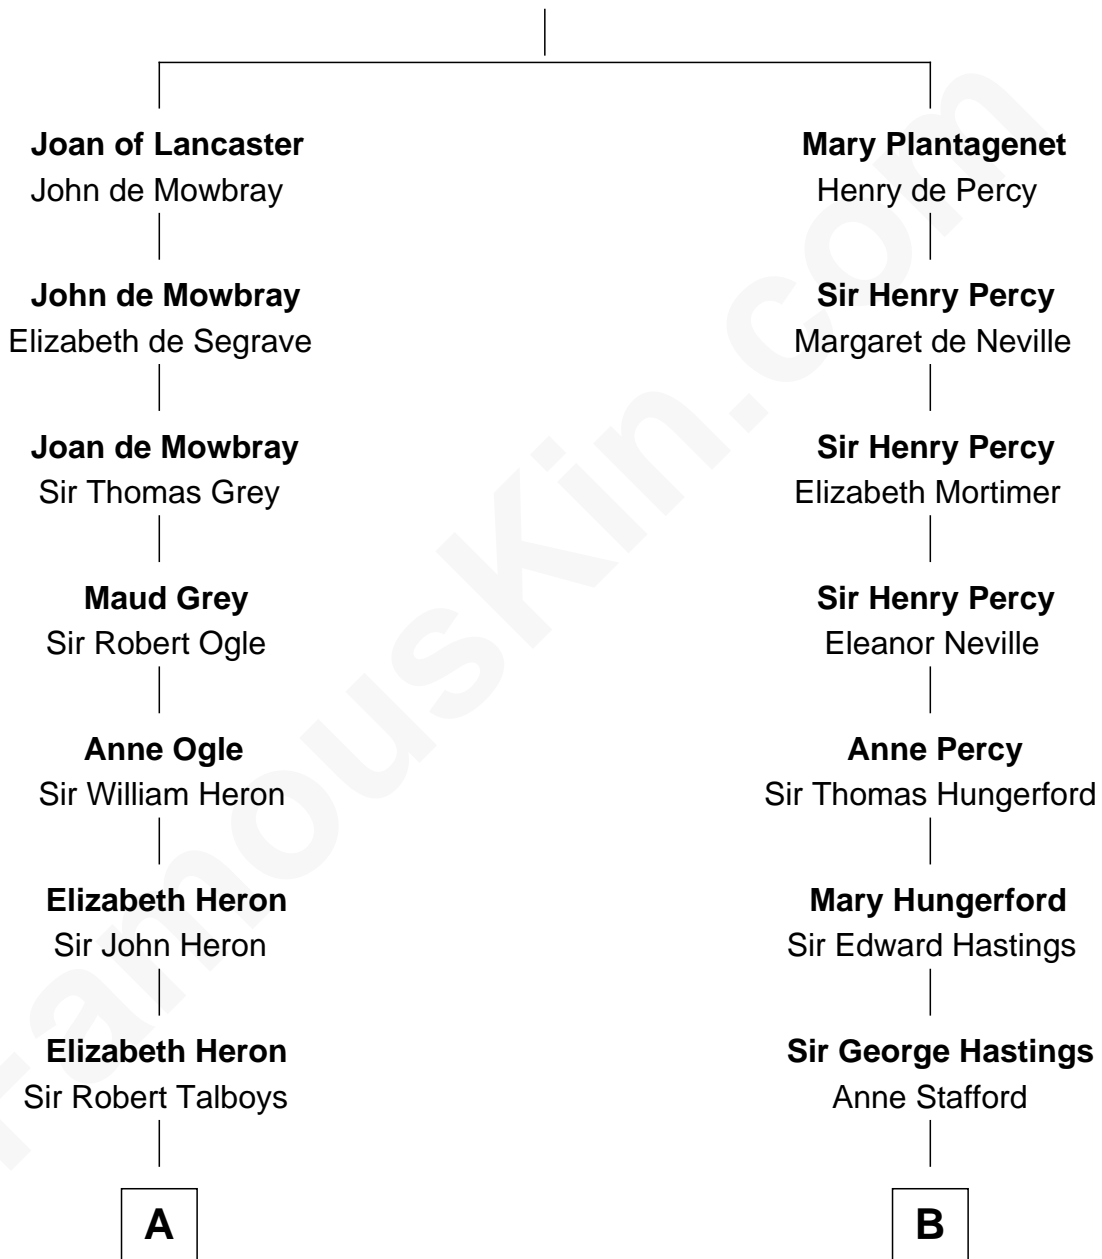 Joan of Lancaster
John de Mowbray
John de Mowbray
Elizabeth de Segrave
Joan de Mowbray
Sir Thomas Grey
Maud Grey
Sir Robert Ogle
Anne Ogle
Sir William Heron
Elizabeth Heron
Sir John Heron
Elizabeth Heron
Sir Robert Talboys
A
Mary Plantagenet
Henry de Percy
Sir Henry Percy
Margaret de Neville
Sir Henry Percy
Elizabeth Mortimer
Sir Henry Percy
Eleanor Neville
Anne Percy
Sir Thomas Hungerford
Mary Hungerford
Sir Edward Hastings
Sir George Hastings
Anne Stafford
B
FamousKin.com